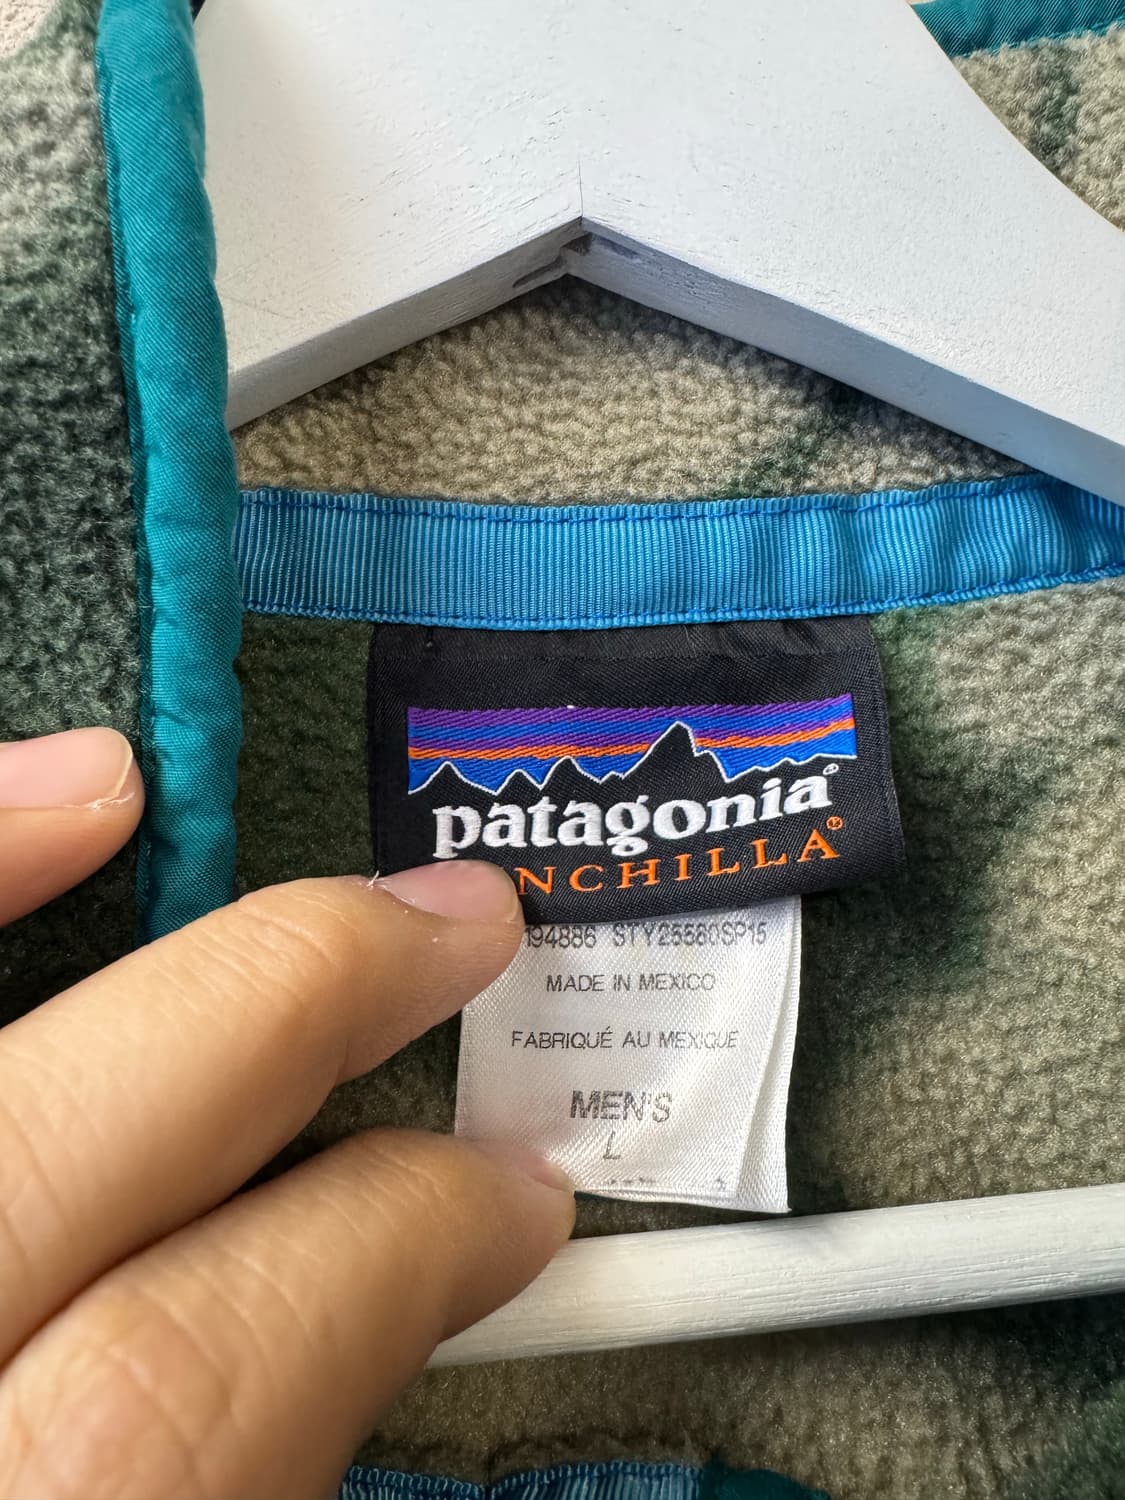 patagonia®
NCHILLA®
194886 STY25580SP15
MADE IN MEXICO
FABRIQUÉ AU MEXIQUE
MEN'S
L